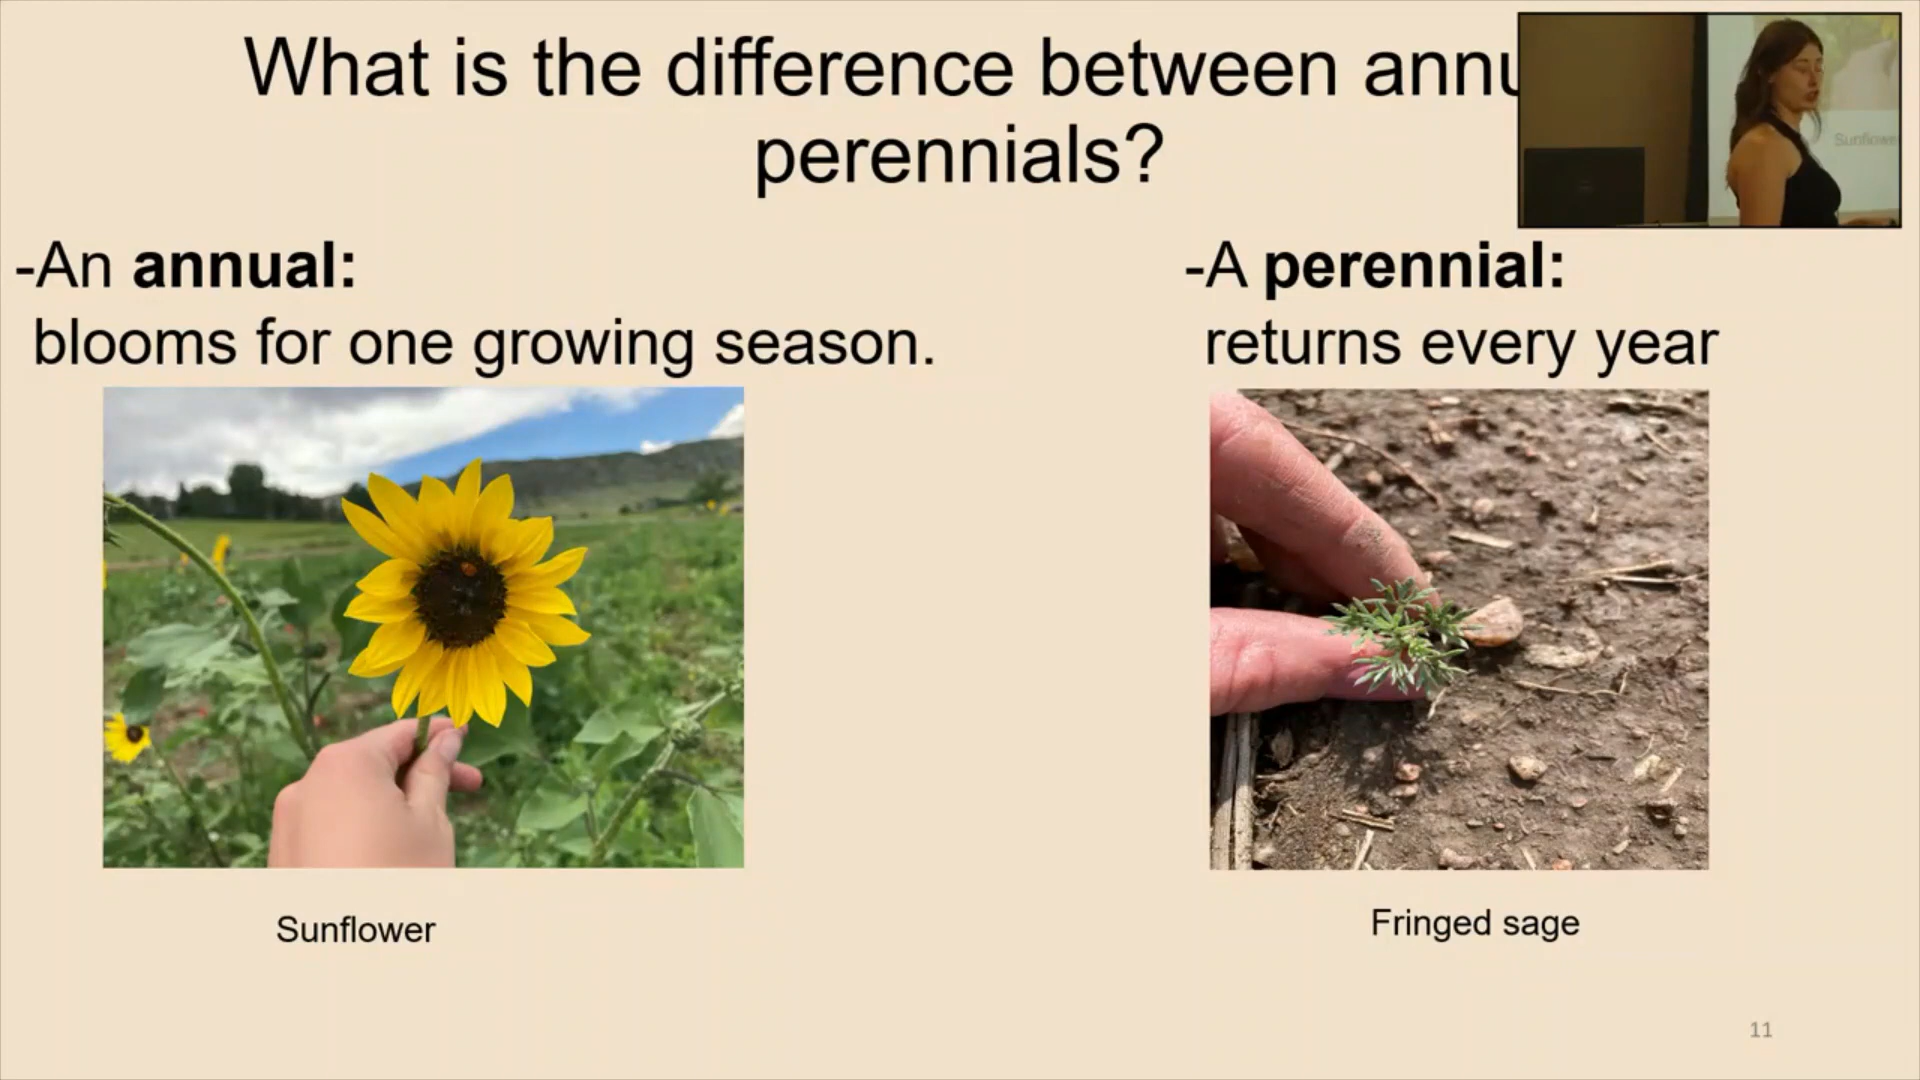 What is the difference between annu
perennials?
-An annual:
blooms for one growing season.
-A perennial:
returns every year
Sunflower
Fringed sage
11